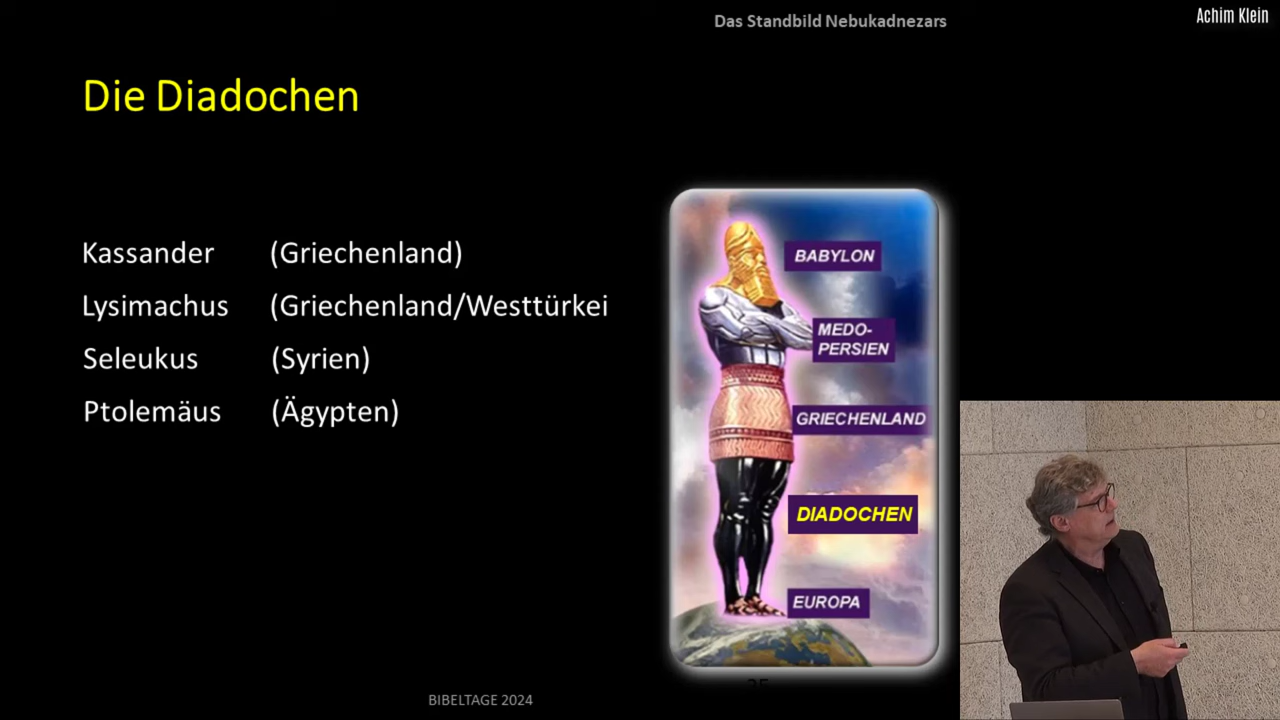 Das Standbild Nebukadnezars
Achim Klein
Die Diadochen
Kassander (Griechenland)
Lysimachus (Griechenland/Westtürkei
Seleukus (Syrien)
Ptolemäus (Ägypten)
BABYLON
MEDO-
PERSIEN
GRIECHENLAND
DIADOCHEN
EUROPA
BIBELTAGE 2024